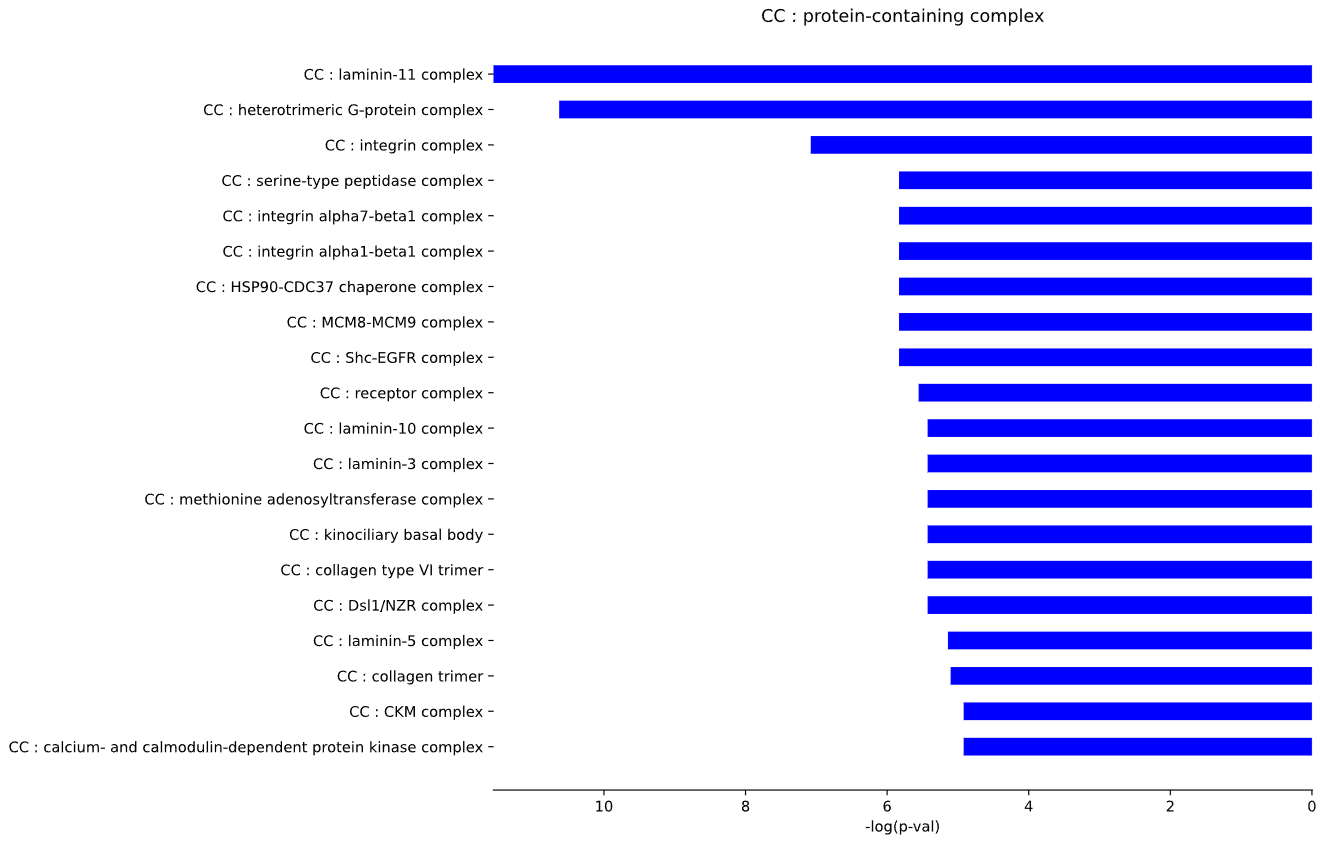 CC : protein-containing complex
CC : laminin-11 complex
CC : heterotrimeric G-protein complex
CC : integrin complex
CC : serine-type peptidase complex
CC : integrin alpha7-beta1 complex
CC : integrin alpha1-beta1 complex
CC : HSP90-CDC37 chaperone complex
CC : MCM8-MCM9 complex
CC : Shc-EGFR complex
CC : receptor complex
CC : laminin-10 complex
CC : laminin-3 complex
CC : methionine adenosyltransferase complex
CC : kinociliary basal body
CC : collagen type VI trimer
CC : Dsl1/NZR complex
CC : laminin-5 complex
CC : collagen trimer
CC : CKM complex
CC : calcium- and calmodulin-dependent protein kinase complex
10 8 6 4 2 0
-log(p-val)